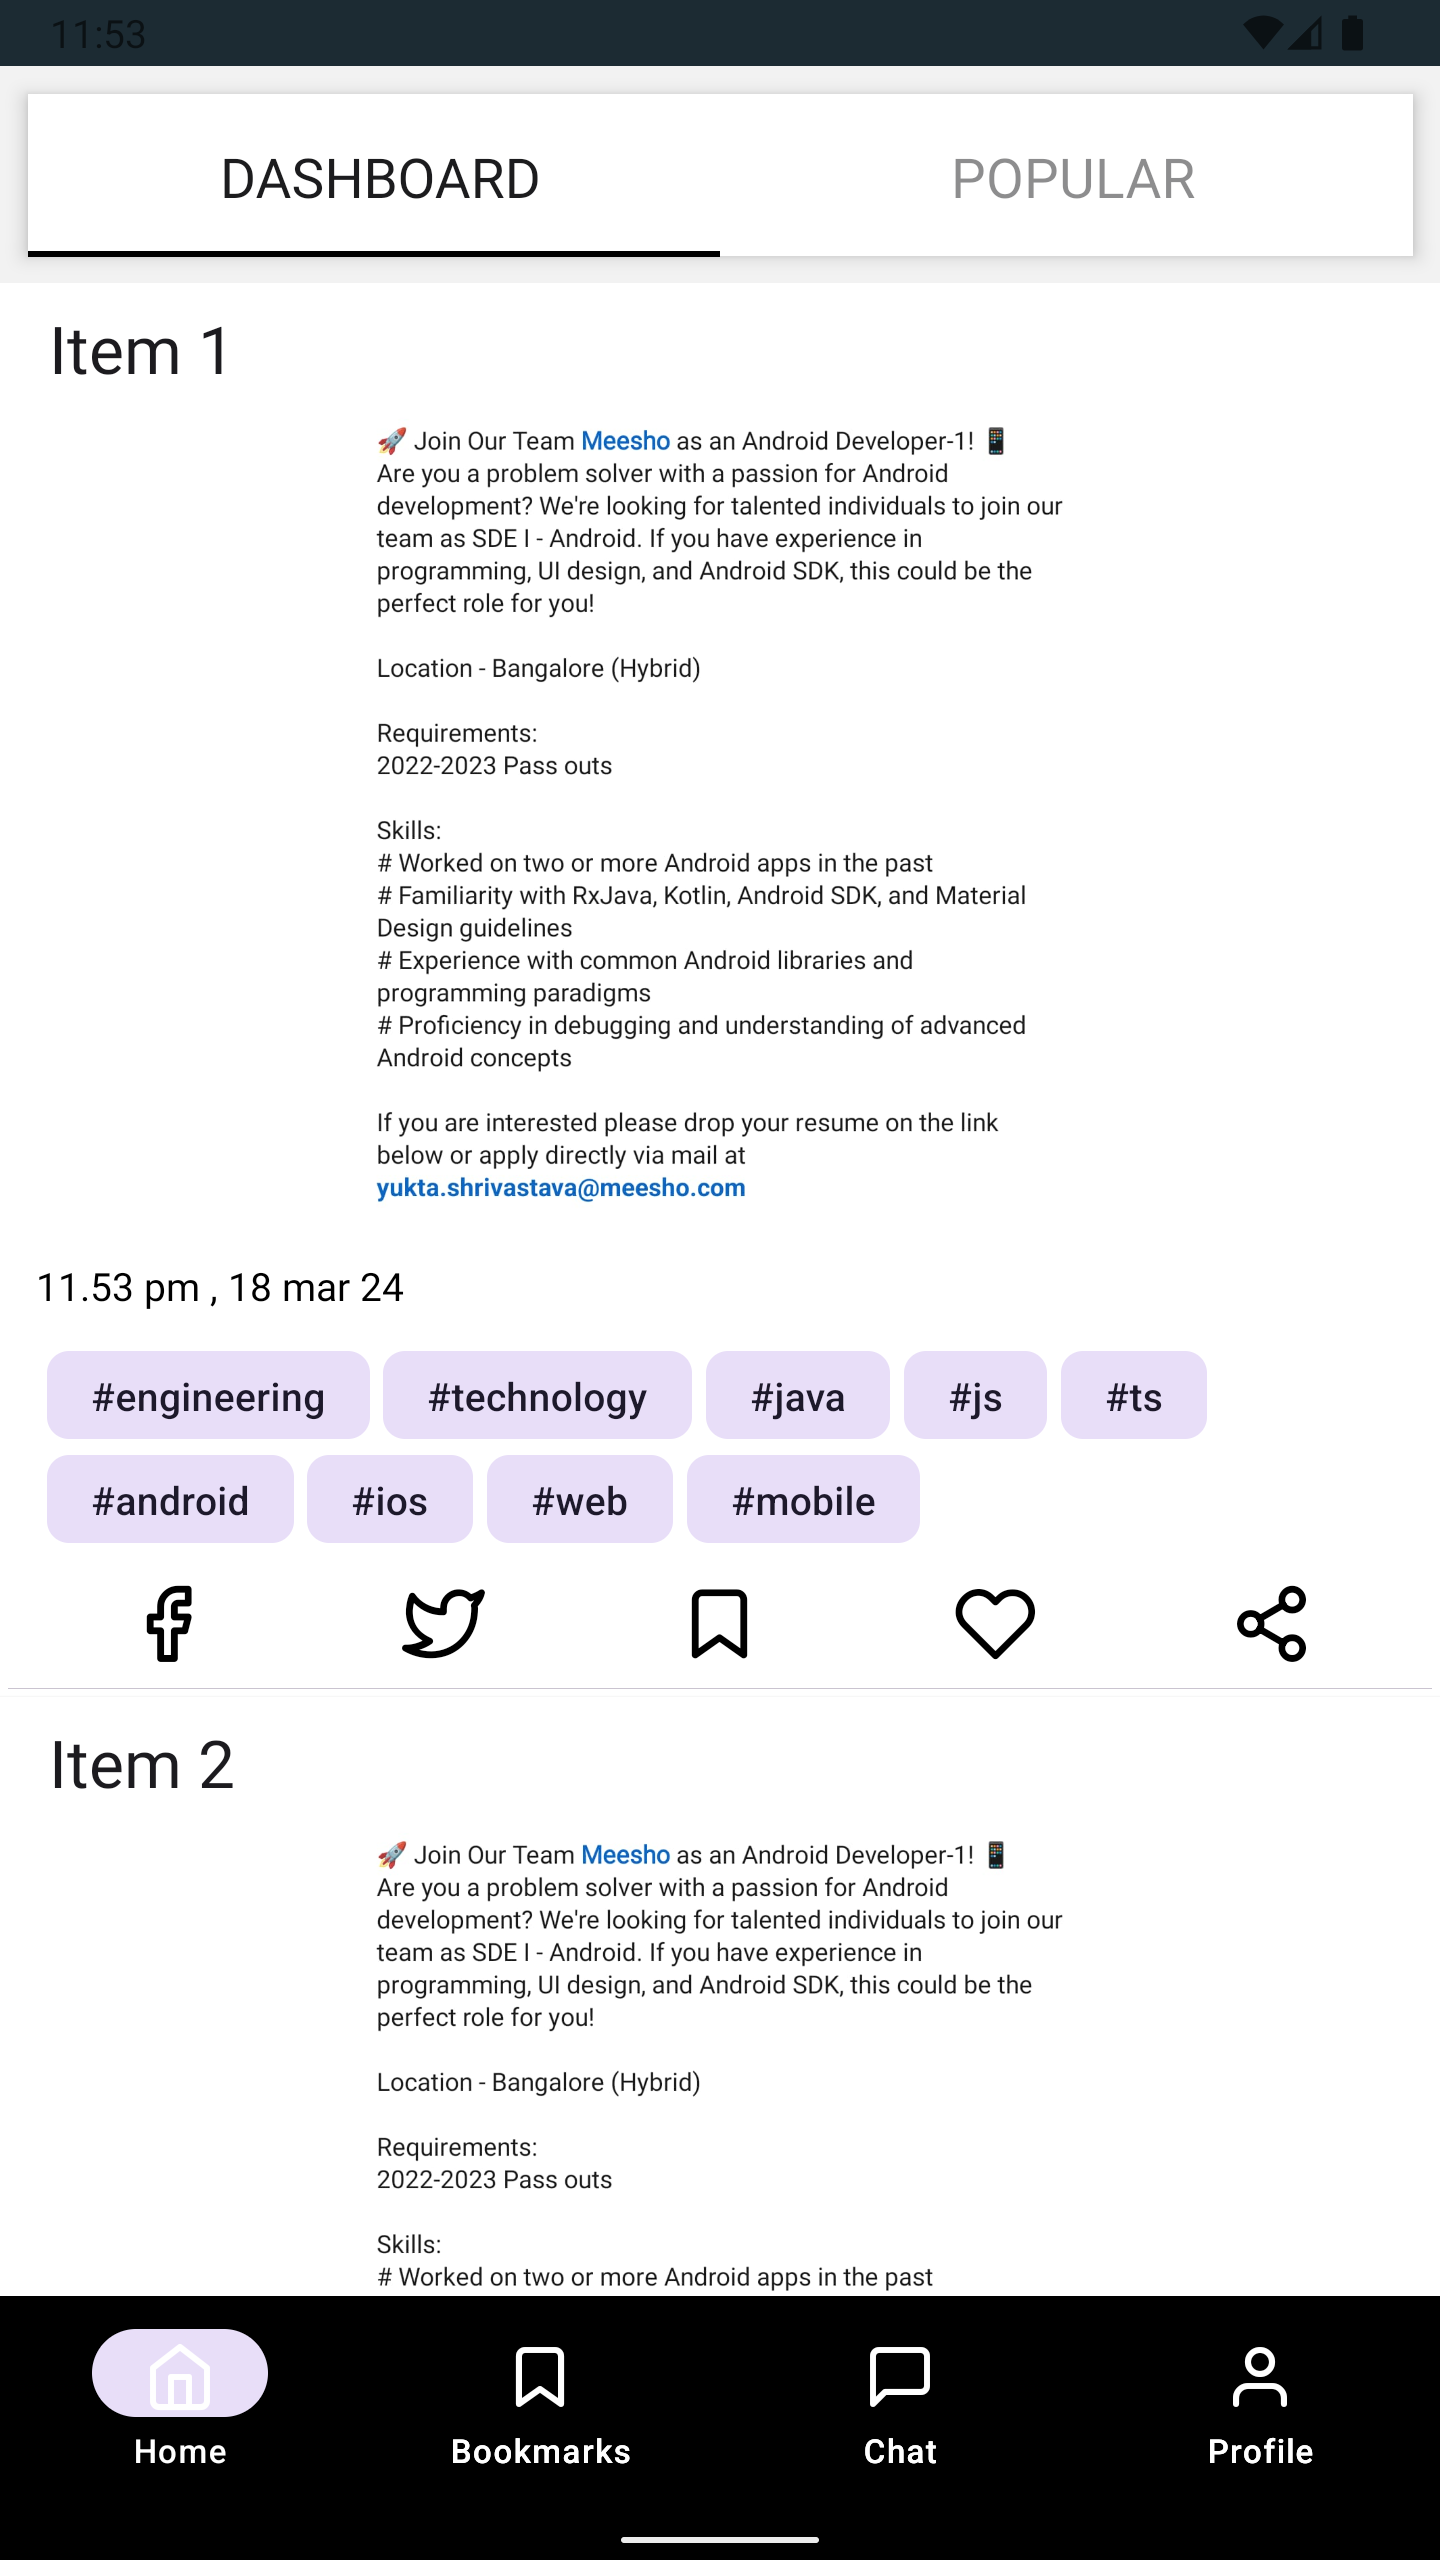 11:53
DASHBOARD POPULAR
Item 1
🚀 Join Our Team Meesho as an Android Developer-1! 📱
Are you a problem solver with a passion for Android
development? We're looking for talented individuals to join our
team as SDE I - Android. If you have experience in
programming, UI design, and Android SDK, this could be the
perfect role for you!
Location - Bangalore (Hybrid)
Requirements:
2022-2023 Pass outs
Skills:
# Worked on two or more Android apps in the past
# Familiarity with RxJava, Kotlin, Android SDK, and Material
Design guidelines
# Experience with common Android libraries and
programming paradigms
# Proficiency in debugging and understanding of advanced
Android concepts
If you are interested please drop your resume on the link
below or apply directly via mail at
yukta.shrivastava@meesho.com
11.53 pm , 18 mar 24
#engineering #technology #java #js #ts
#android #ios #web #mobile
Item 2
🚀 Join Our Team Meesho as an Android Developer-1! 📱
Are you a problem solver with a passion for Android
development? We're looking for talented individuals to join our
team as SDE I - Android. If you have experience in
programming, UI design, and Android SDK, this could be the
perfect role for you!
Location - Bangalore (Hybrid)
Requirements:
2022-2023 Pass outs
Skills:
# Worked on two or more Android apps in the past
Home Bookmarks Chat Profile